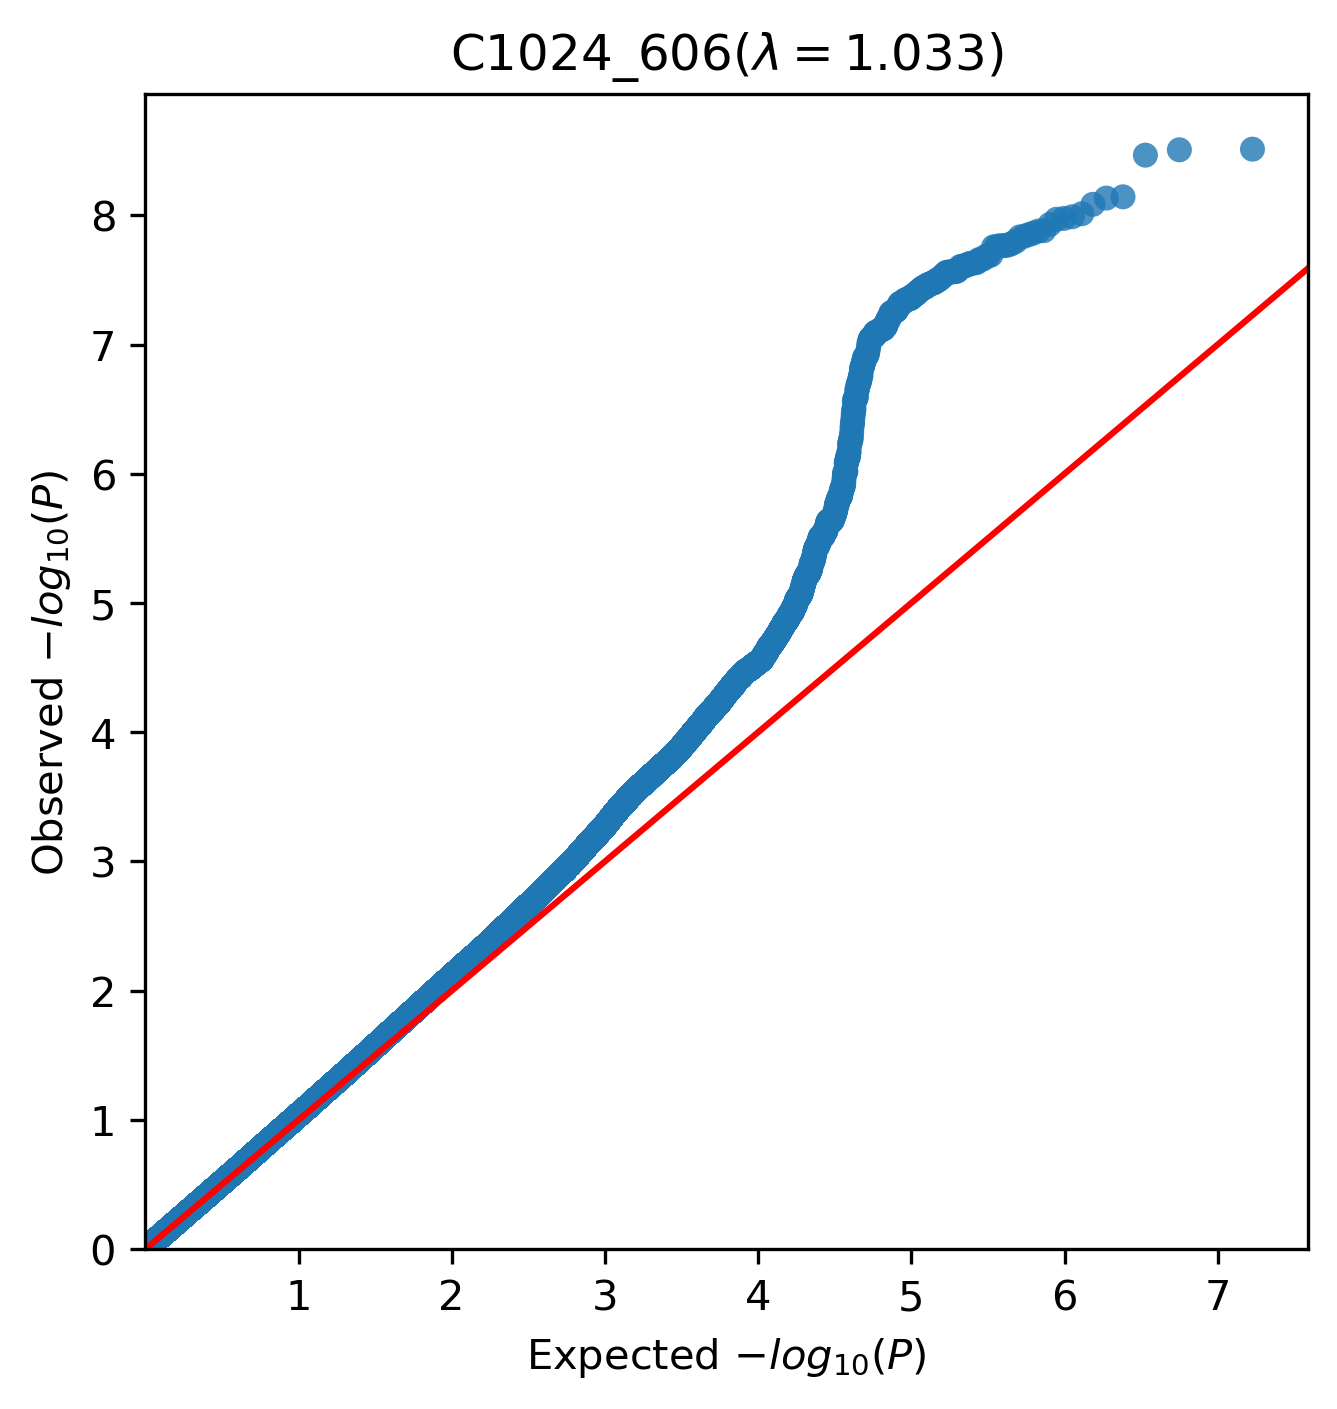 C1024_606(λ = 1.033)
8
7
6
5
4
3
2
1
0
Observed −log₁₀(P)
1 2 3 4 5 6 7
Expected −log₁₀(P)